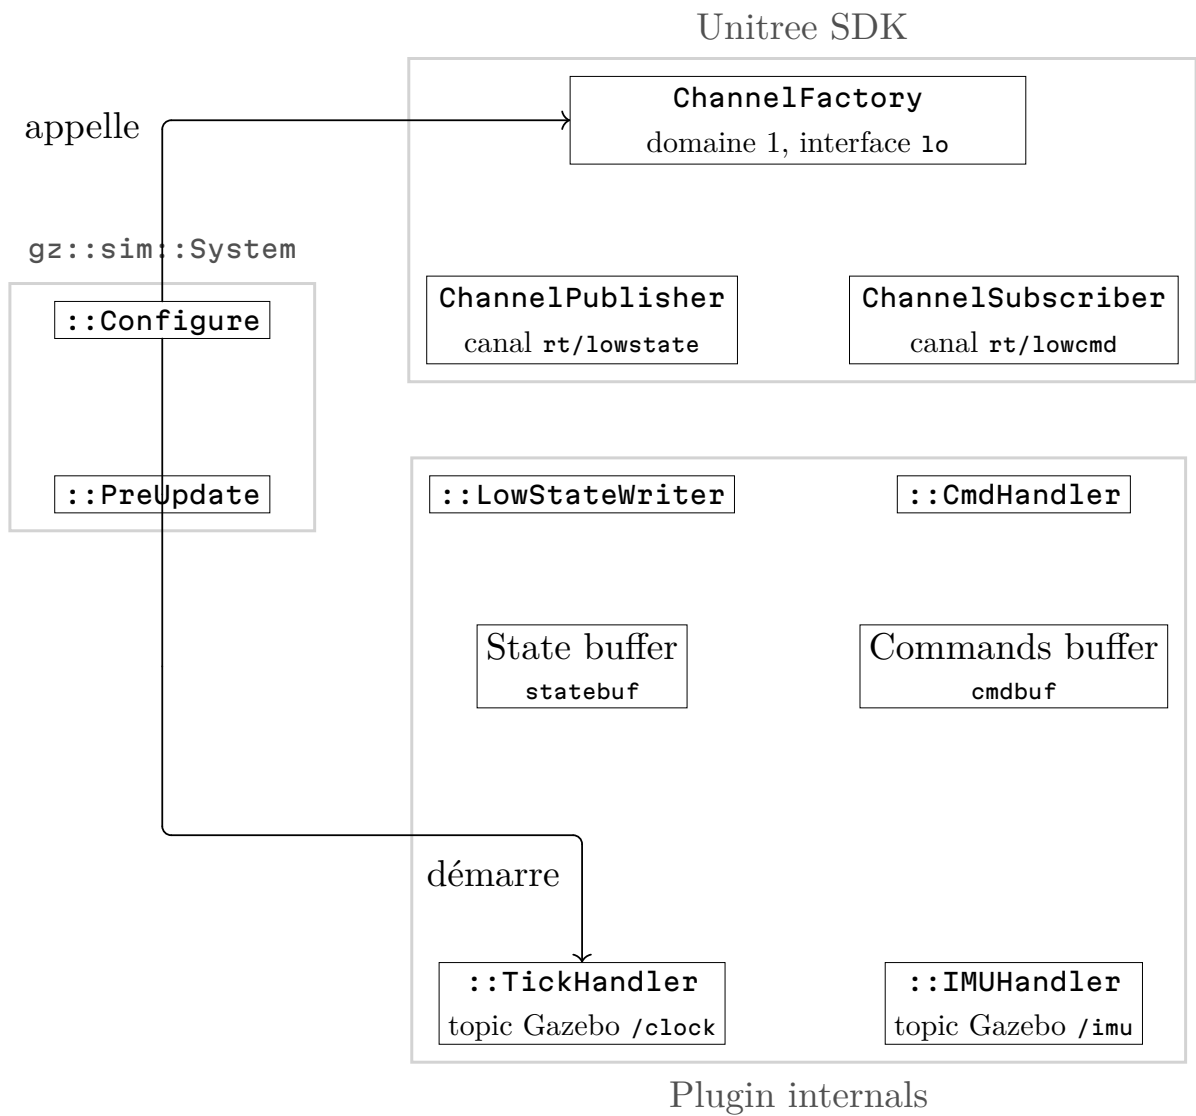 Unitree SDK
ChannelFactory
domaine 1, interface lo
appelle
gz::sim::System
::Configure
ChannelPublisher
canal rt/lowstate
ChannelSubscriber
canal rt/lowcmd
::PreUpdate
::LowStateWriter
::CmdHandler
State buffer
statebuf
Commands buffer
cmdbuf
démarre
::TickHandler
topic Gazebo /clock
::IMUHandler
topic Gazebo /imu
Plugin internals